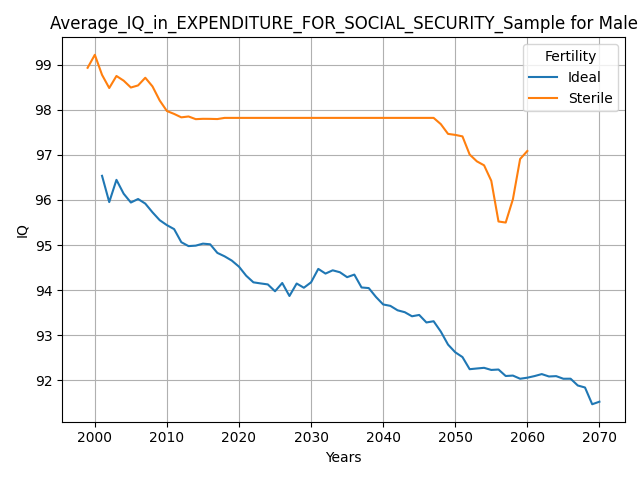 Average_IQ_in_EXPENDITURE_FOR_SOCIAL_SECURITY_Sample for Male
Fertility
Ideal
Sterile
99
98
97
96
95
94
93
92
IQ
2000 2010 2020 2030 2040 2050 2060 2070
Years